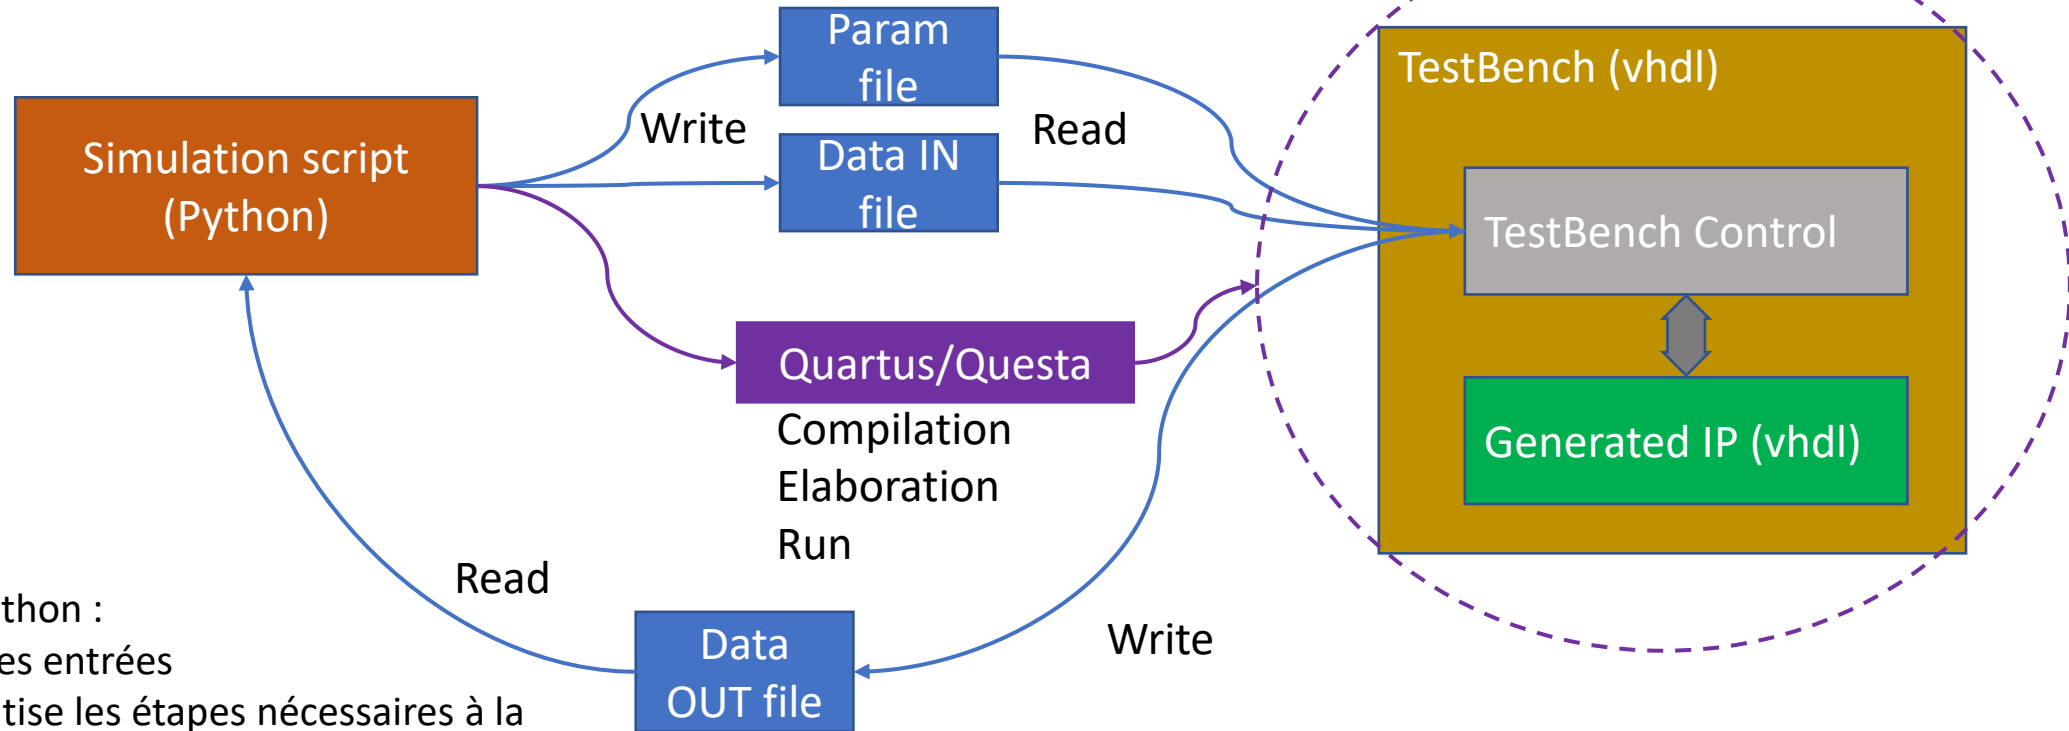 Simulation script
(Python)
Param
file
Write
Data IN
file
Read
TestBench (vhdl)
TestBench Control
Generated IP (vhdl)
Quartus/Questa
Compilation
Elaboration
Run
Read
Data
OUT file
Write
thon :
es entrées
tise les étapes nécessaires à la